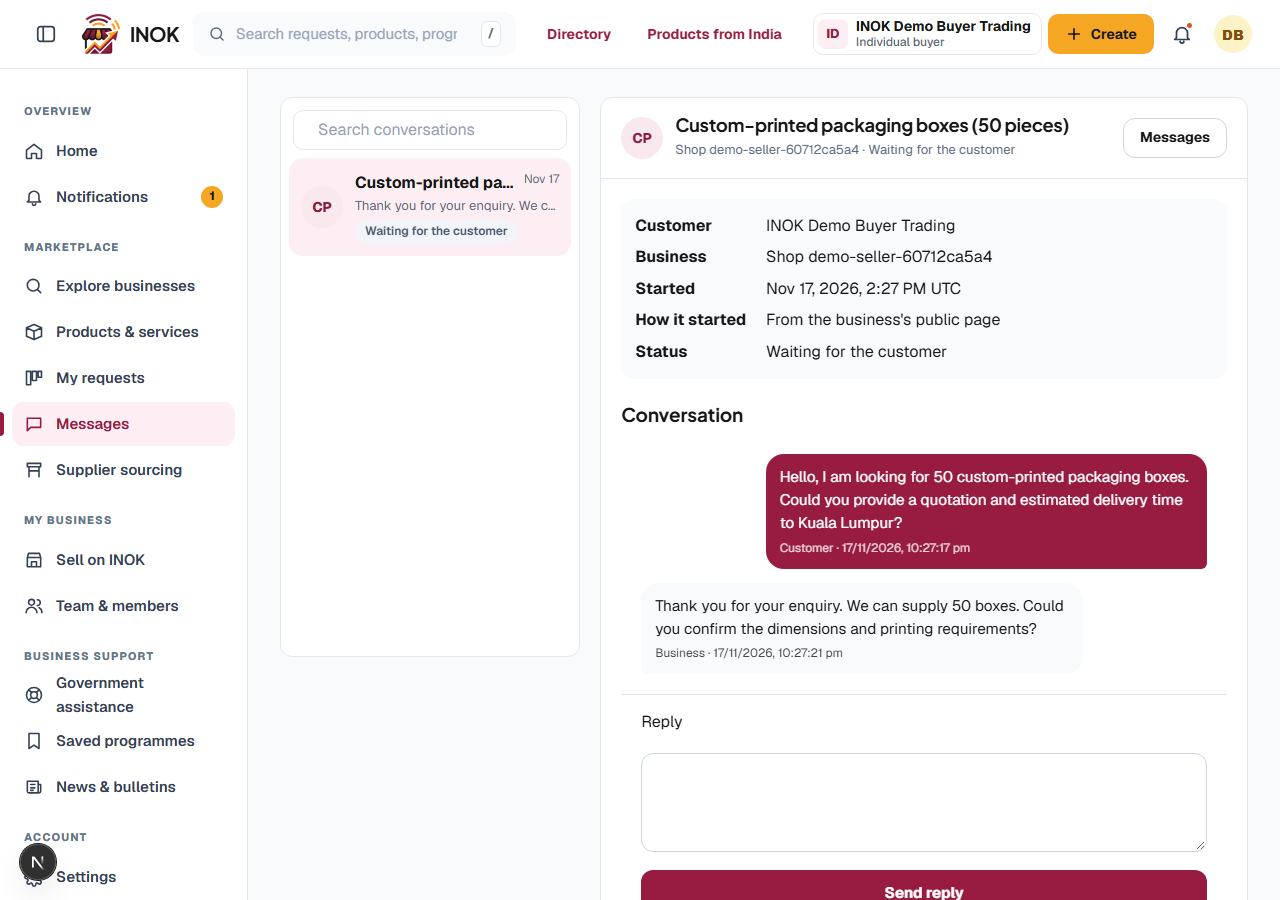 INOK
Search requests, products, progr
/
Directory
Products from India
ID
INOK Demo Buyer Trading
Individual buyer
Create
DB
OVERVIEW
Home
Notifications
1
MARKETPLACE
Explore businesses
Products & services
My requests
Messages
Supplier sourcing
MY BUSINESS
Sell on INOK
Team & members
BUSINESS SUPPORT
Government
assistance
Saved programmes
News & bulletins
ACCOUNT
N
Settings
Search conversations
CP
Custom-printed pa...
Nov 17
Thank you for your enquiry. We c...
Waiting for the customer
CP
Custom-printed packaging boxes (50 pieces)
Shop demo-seller-60712ca5a4 · Waiting for the customer
Messages
Customer INOK Demo Buyer Trading
Business Shop demo-seller-60712ca5a4
Started Nov 17, 2026, 2:27 PM UTC
How it started From the business's public page
Status Waiting for the customer
Conversation
Hello, I am looking for 50 custom-printed packaging boxes.
Could you provide a quotation and estimated delivery time
to Kuala Lumpur?
Customer · 17/11/2026, 10:27:17 pm
Thank you for your enquiry. We can supply 50 boxes. Could
you confirm the dimensions and printing requirements?
Business · 17/11/2026, 10:27:21 pm
Reply
Send reply